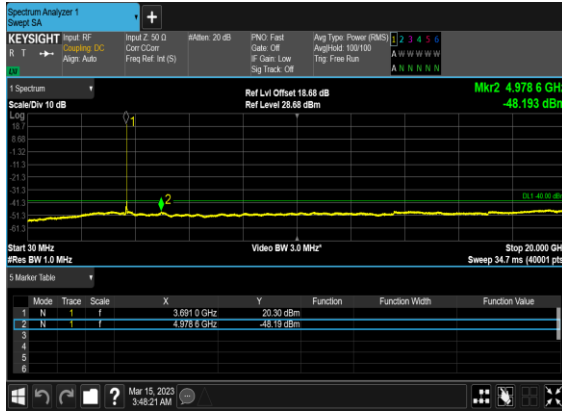 Spectrum Analyzer 1
Swept SA
+
KEYSIGHT Input: RF Input Z: 50 Ω #Atten: 20 dB PNO: Fast Avg Type: Power (RMS) 1 2 3 4 5 6
R T Coupling: DC Corr CCorr Gate: Off Avg|Hold: 100/100 A W W W W W
Align: Auto Freq Ref: Int (S) IF Gain: Low Trig: Free Run
Sig Track: Off A N N N N N
LU
1 Spectrum Ref Lvl Offset 18.68 dB Mkr2 4.978 6 GHz
Scale/Div 10 dB Ref Level 28.68 dBm -48.193 dBm
Log
18.7
8.68
-1.32
-11.3
-21.3
-31.3
-41.3
-51.3
-61.3
1
2
DL1 -40.00 dBm
Start 30 MHz Video BW 3.0 MHz* Stop 20.000 GHz
#Res BW 1.0 MHz Sweep 34.7 ms (40001 pts)
5 Marker Table
Mode Trace Scale X Y Function Function Width Function Value
1 N 1 f 3.691 0 GHz 20.30 dBm
2 N 1 f 4.978 6 GHz -48.19 dBm
3
4
5
6
? Mar 15, 2023
3:48:21 AM